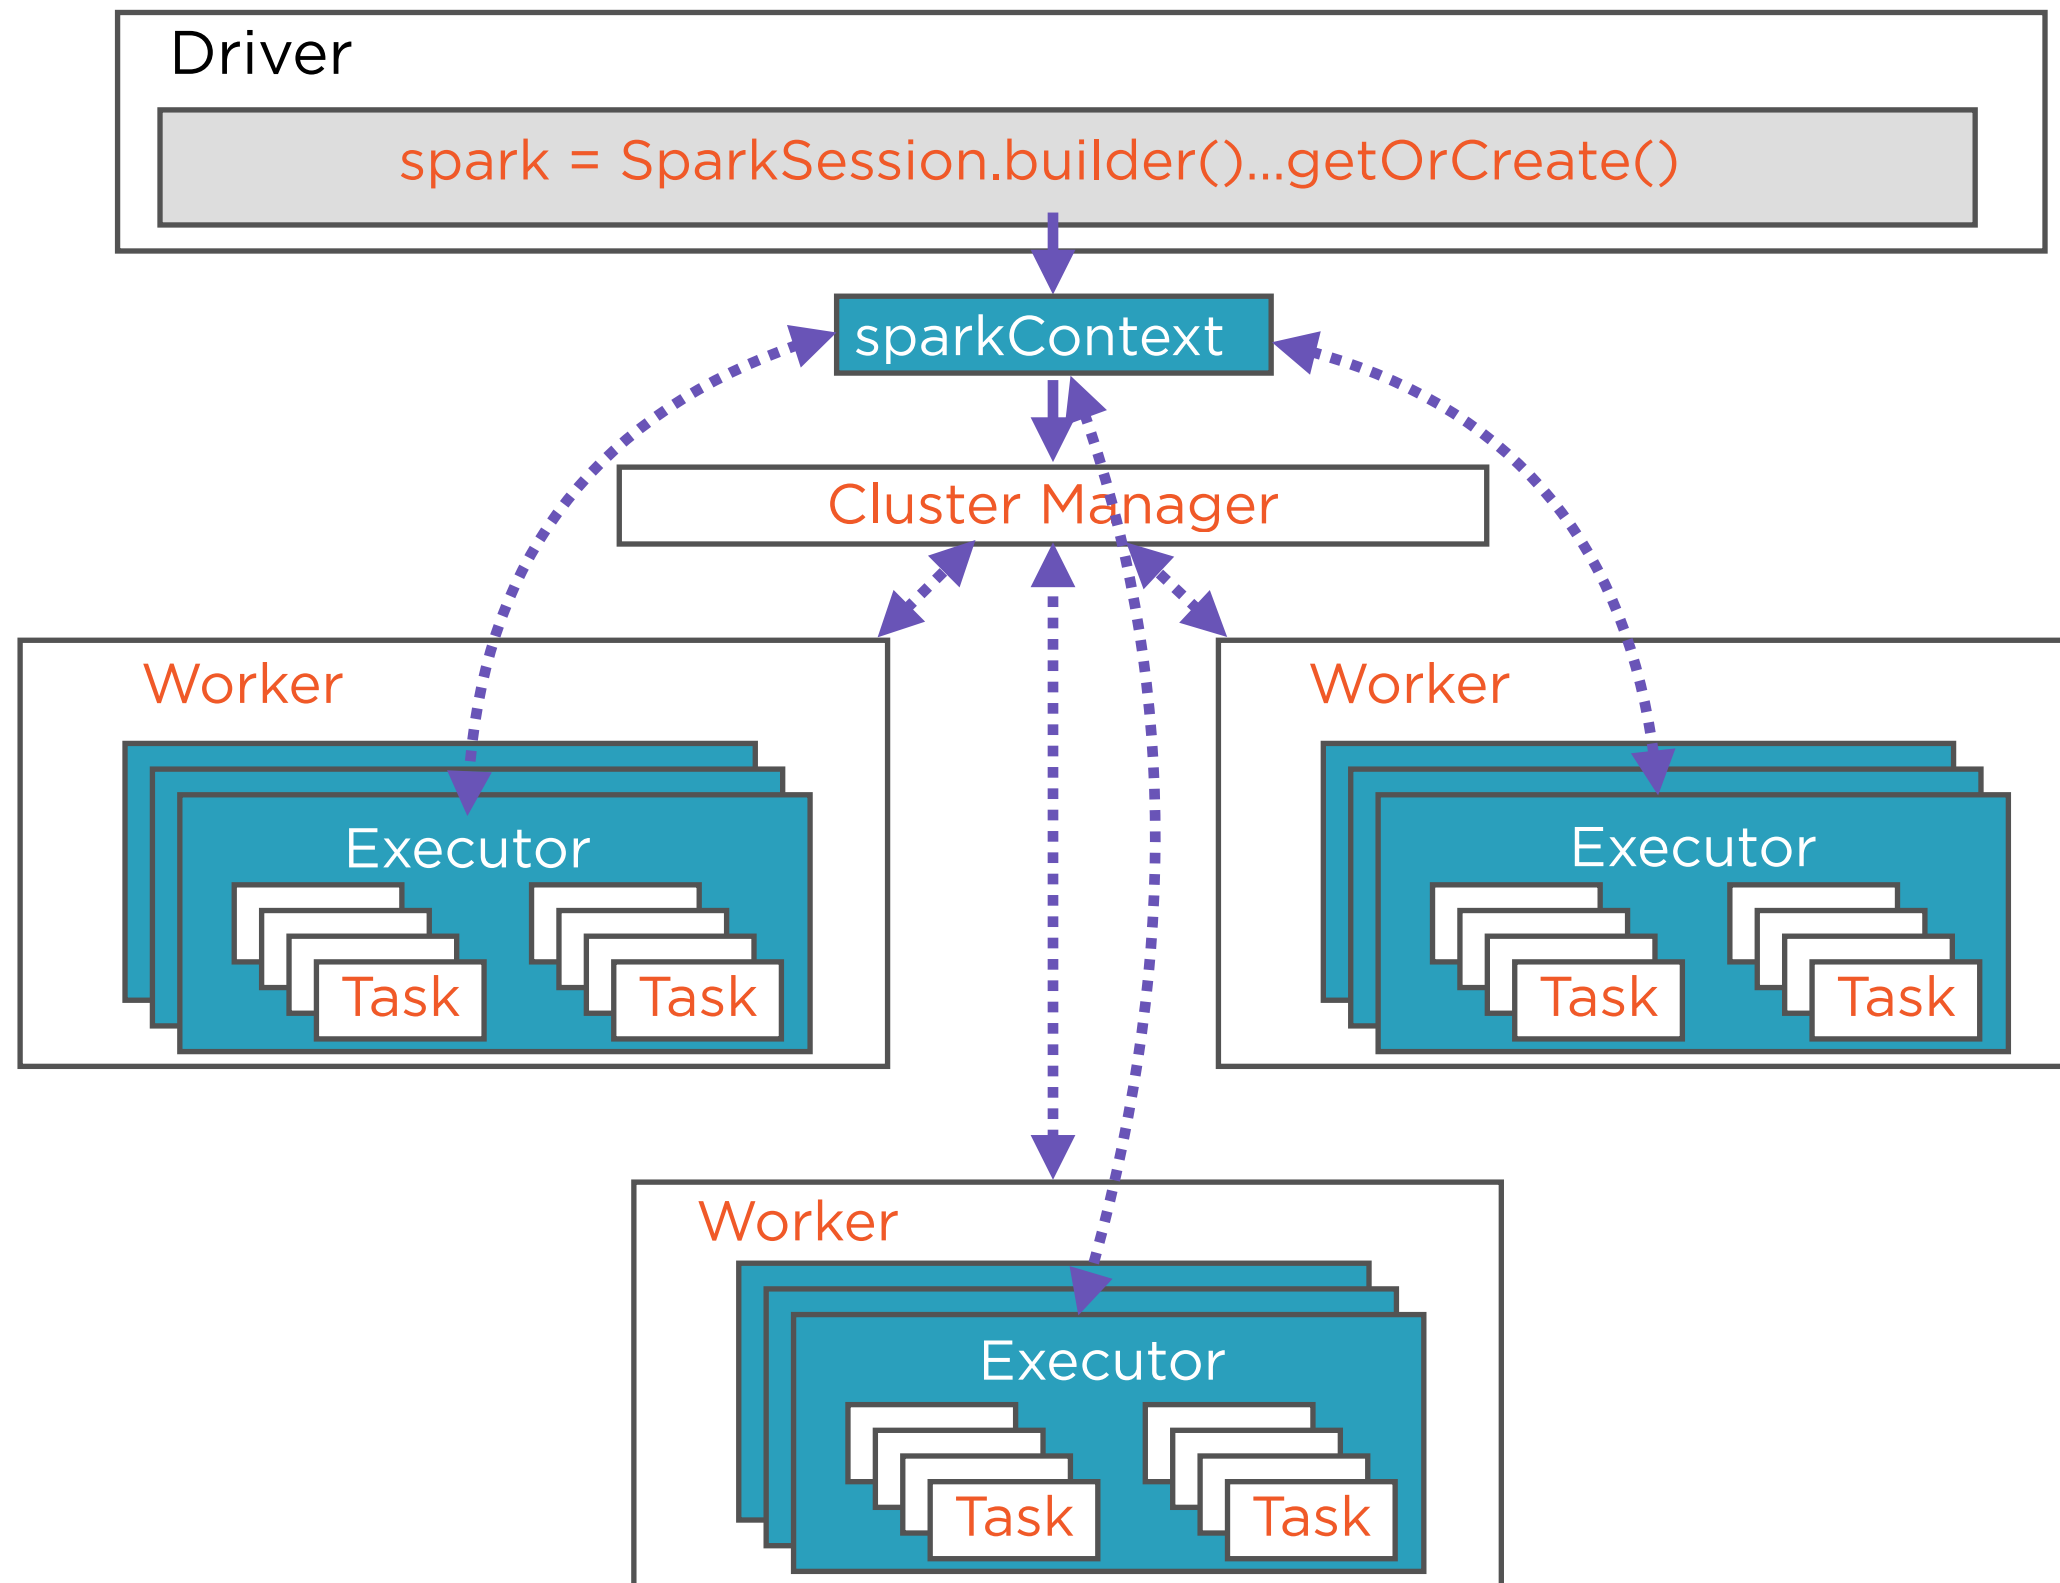 Driver
spark = SparkSession.builder()...getOrCreate()
sparkContext
Cluster Manager
Worker
Executor
Task
Task
Worker
Executor
Task
Task
Worker
Executor
Task
Task